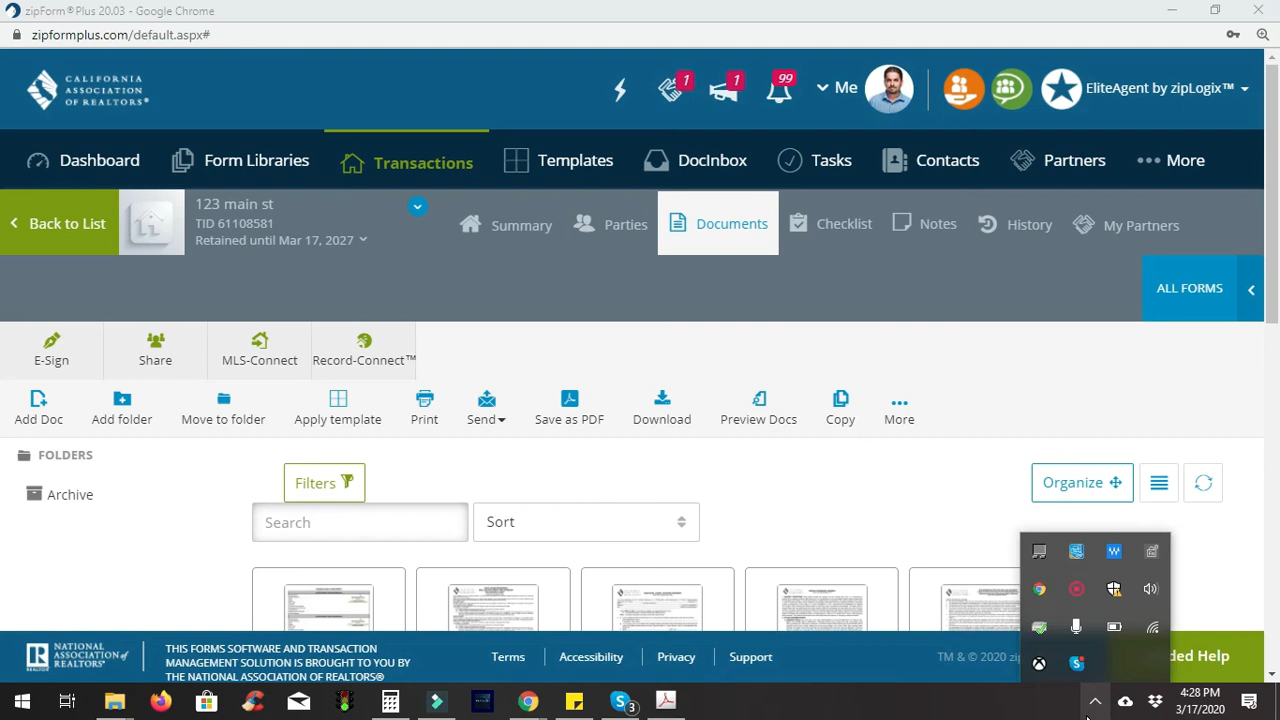 zipForm®Plus 20.03 - Google Chrome
zipformplus.com/default.aspx#
CALIFORNIA
ASSOCIATION
OF REALTORS®
1
1
99
Me
EliteAgent by zipLogix™
Dashboard
Form Libraries
Transactions
Templates
DocInbox
Tasks
Contacts
Partners
More
Back to List
123 main st
TID 61108581
Retained until Mar 17, 2027
Summary
Parties
Documents
Checklist
Notes
History
My Partners
ALL FORMS
E-Sign
Share
MLS-Connect
Record-Connect™
Add Doc
Add folder
Move to folder
Apply template
Print
Send
Save as PDF
Download
Preview Docs
Copy
More
FOLDERS
Archive
Filters
Organize
Search
Sort
NATIONAL
ASSOCIATION of
REALTORS®
THIS FORMS SOFTWARE AND TRANSACTION
MANAGEMENT SOLUTION IS BROUGHT TO YOU BY
THE NATIONAL ASSOCIATION OF REALTORS®
Terms
Accessibility
Privacy
Support
TM & © 2020 zip
ded Help
3
4:28 PM
3/17/2020